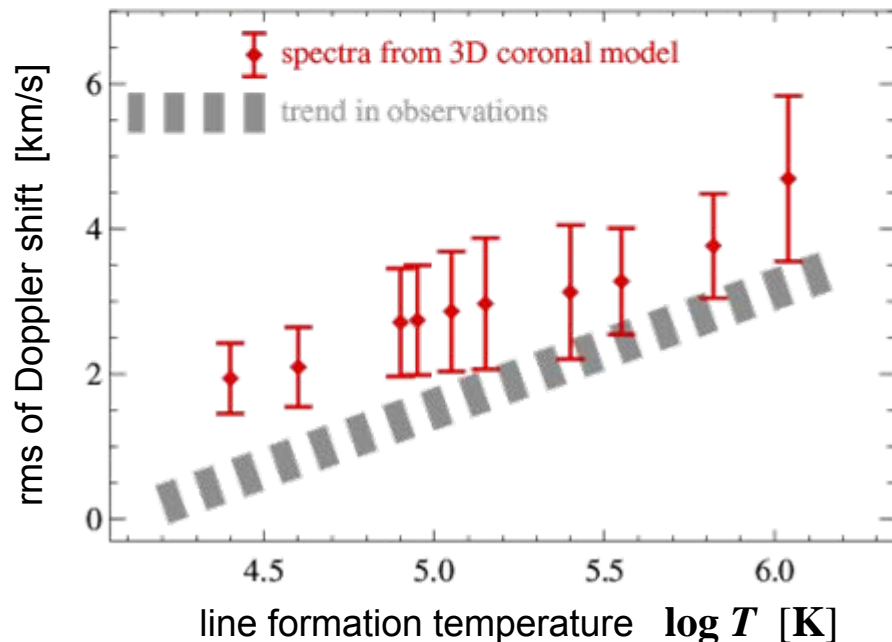 spectra from 3D coronal model
trend in observations
rms of Doppler shift [km/s]
6
4
2
0
4.5 5.0 5.5 6.0
line formation temperature log T [K]